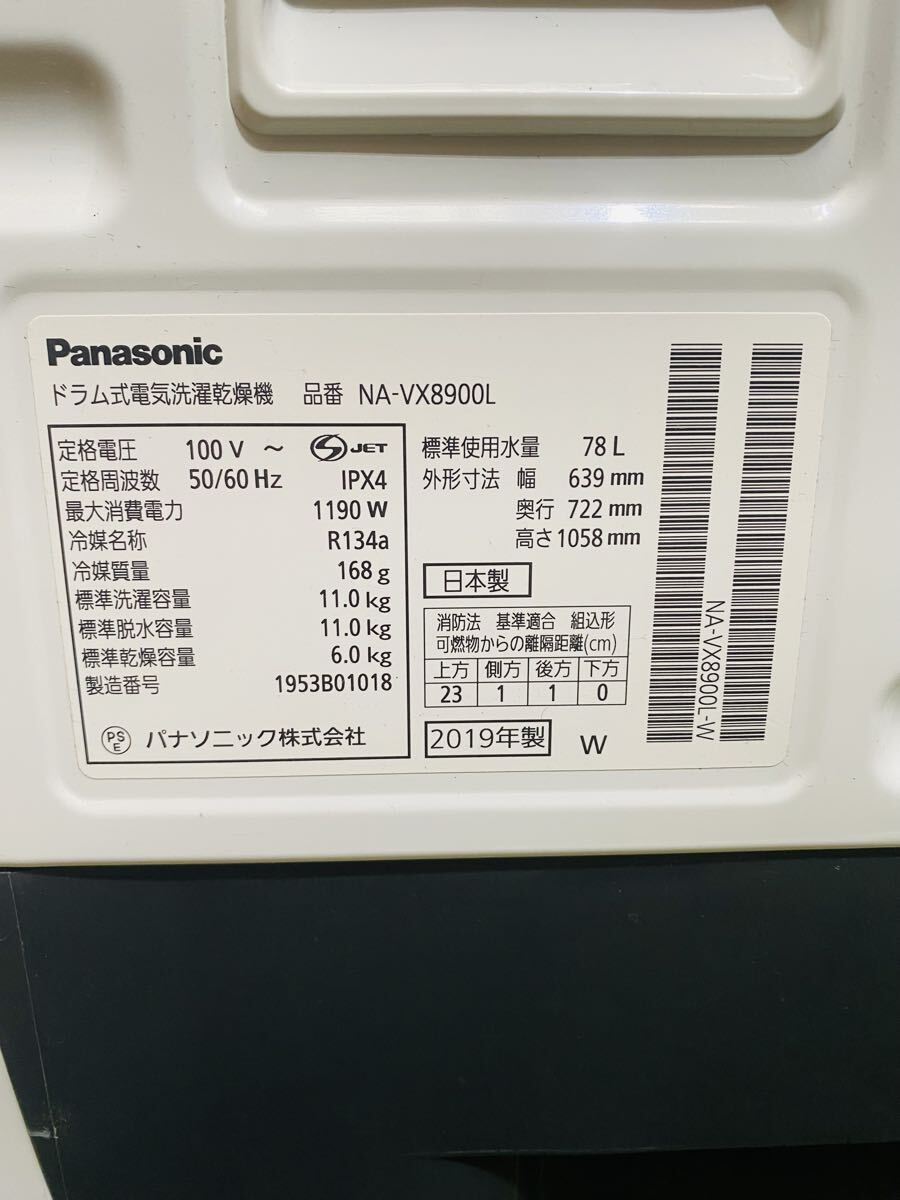 Panasonic
ドラム式電気洗濯乾燥機 品番 NA-VX8900L
定格電圧 100 V ～ S JET
定格周波数 50/60 Hz IPX4
最大消費電力 1190 W
冷媒名称 R134a
冷媒質量 168 g
標準洗濯容量 11.0 kg
標準脱水容量 11.0 kg
標準乾燥容量 6.0 kg
製造番号 1953B01018
PSE パナソニック株式会社
標準使用水量 78 L
外形寸法 幅 639 mm
奥行 722 mm
高さ 1058 mm
日本製
消防法 基準適合 組込形
可燃物からの離隔距離(cm)
上方 側方 後方 下方
23 1 1 0
2019年製 W
NA-VX8900L-W